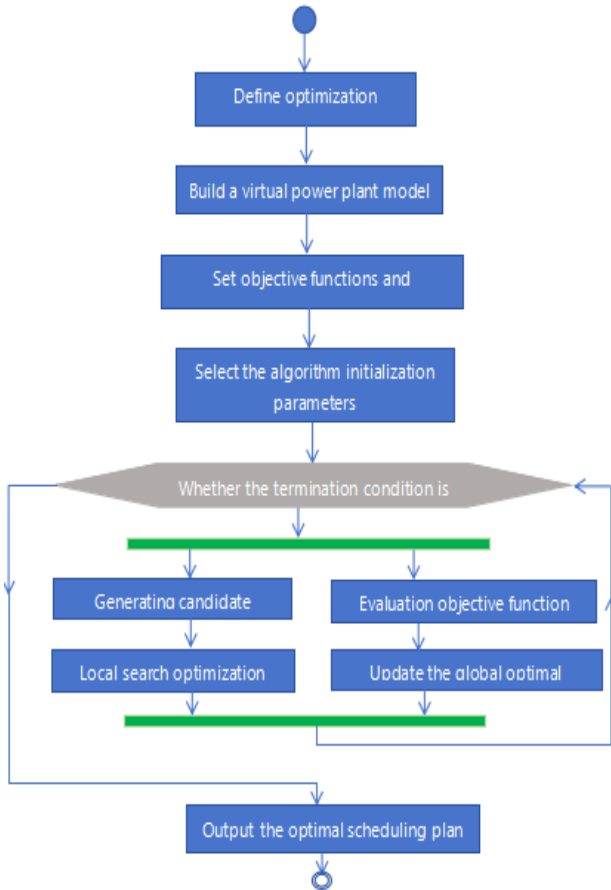 Define optimization
Build a virtual power plant model
Set objective functions and
Select the algorithm initialization
parameters
Whether the termination condition is
Generating candidate
Evaluation objective function
Local search optimization
Update the global optimal
Output the optimal scheduling plan